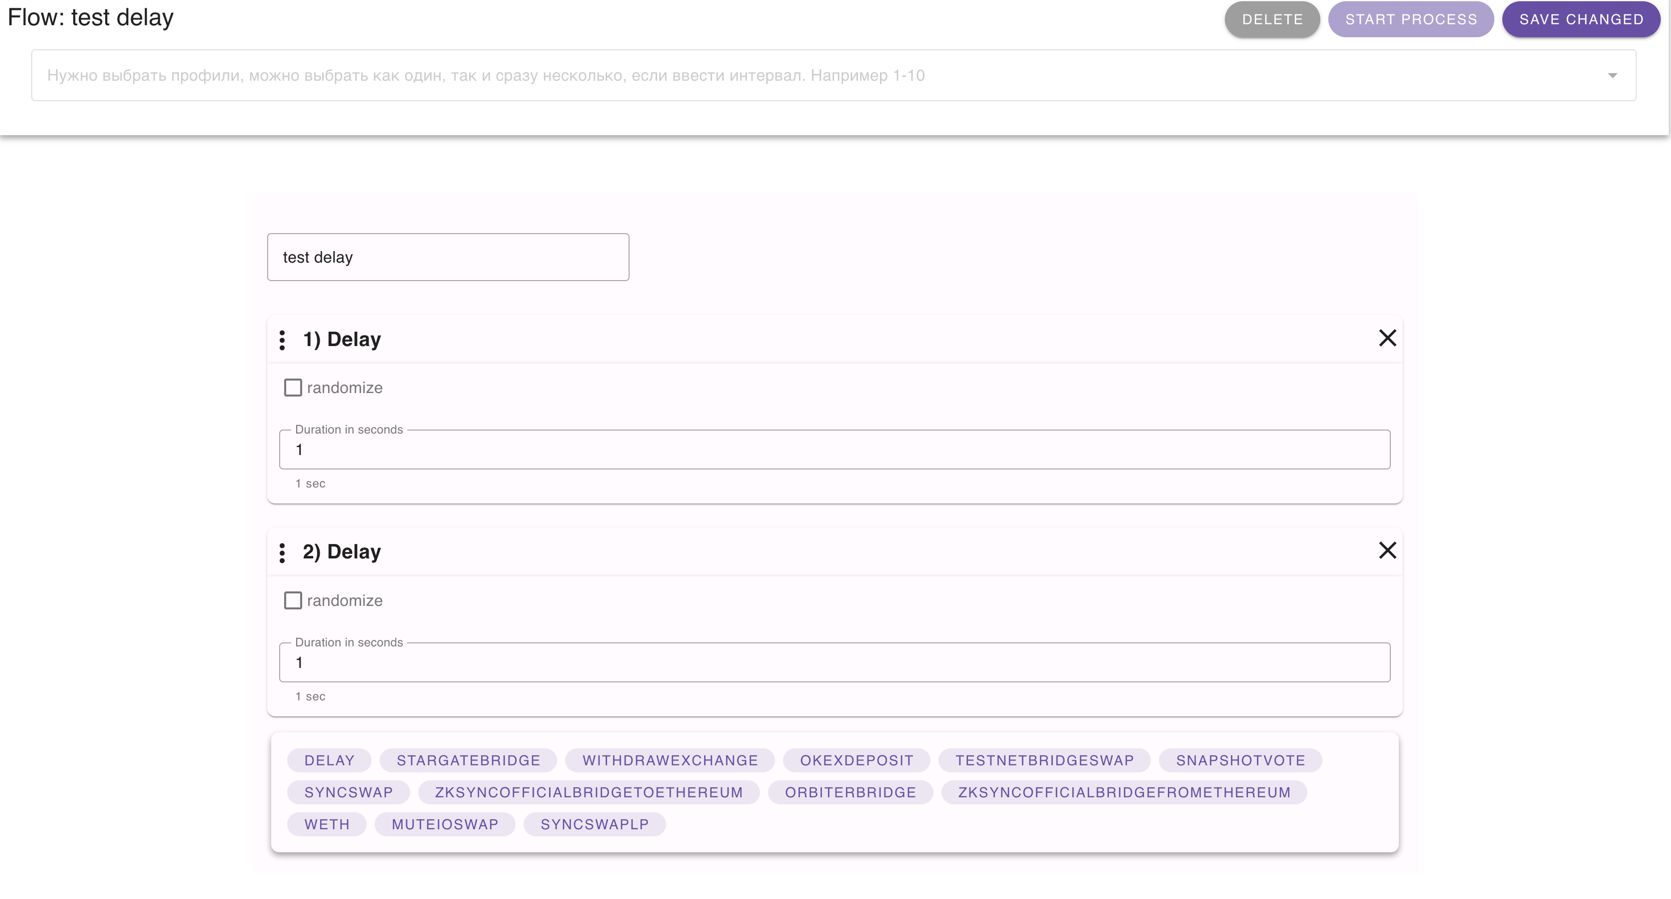 Flow: test delay
DELETE
START PROCESS
SAVE CHANGED
Нужно выбрать профили, можно выбрать как один, так и сразу несколько, если ввести интервал. Например 1-10
test delay
1) Delay
randomize
Duration in seconds
1
1 sec
2) Delay
randomize
Duration in seconds
1
1 sec
DELAY STARGATEBRIDGE WITHDRAWEXCHANGE OKEXDEPOSIT TESTNETBRIDGESWAP SNAPSHOTVOTE
SYNCSWAP ZKSYNCOFFICIALBRIDGETOETHEREUM ORBITERBRIDGE ZKSYNCOFFICIALBRIDGEFROMETHEREUM
WETH MUTEIOSWAP SYNCSWAPLP